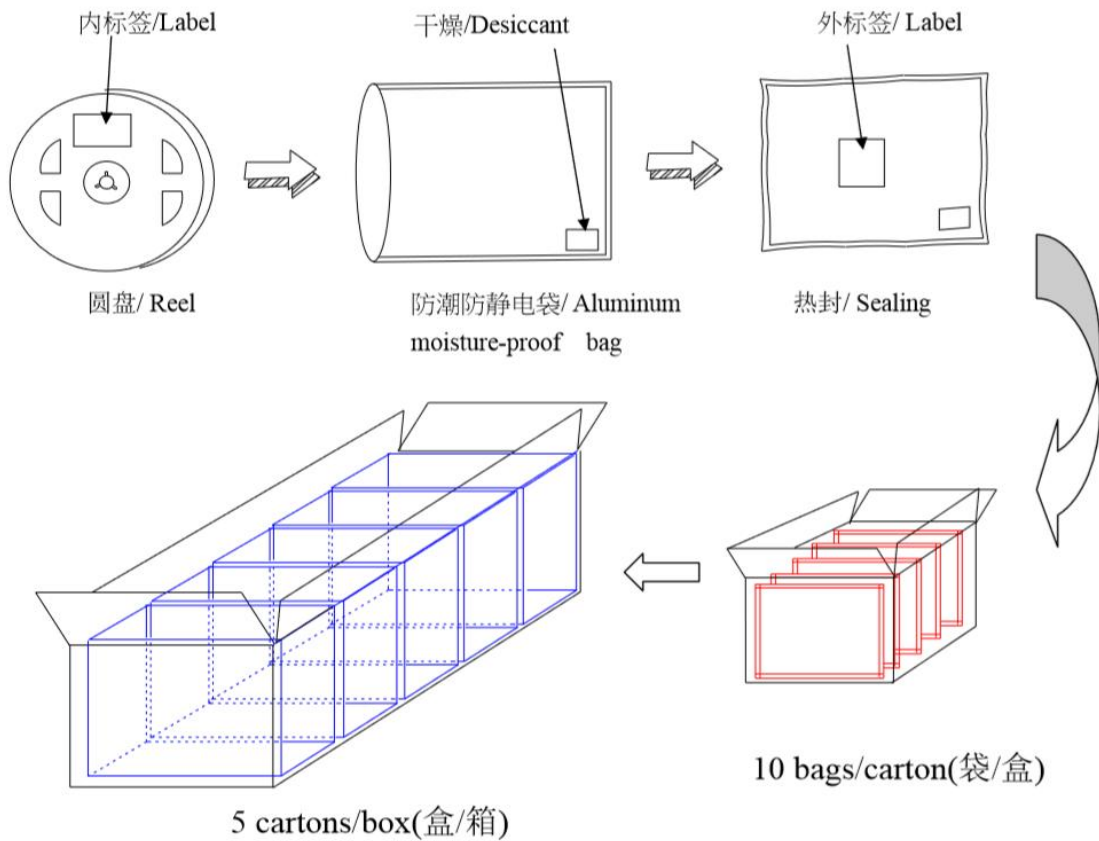 内标签/Label
干燥/Desiccant
外标签/ Label
圆盘/ Reel
防潮防静电袋/ Aluminum
moisture-proof bag
热封/ Sealing
10 bags/carton(袋/盒)
5 cartons/box(盒/箱)